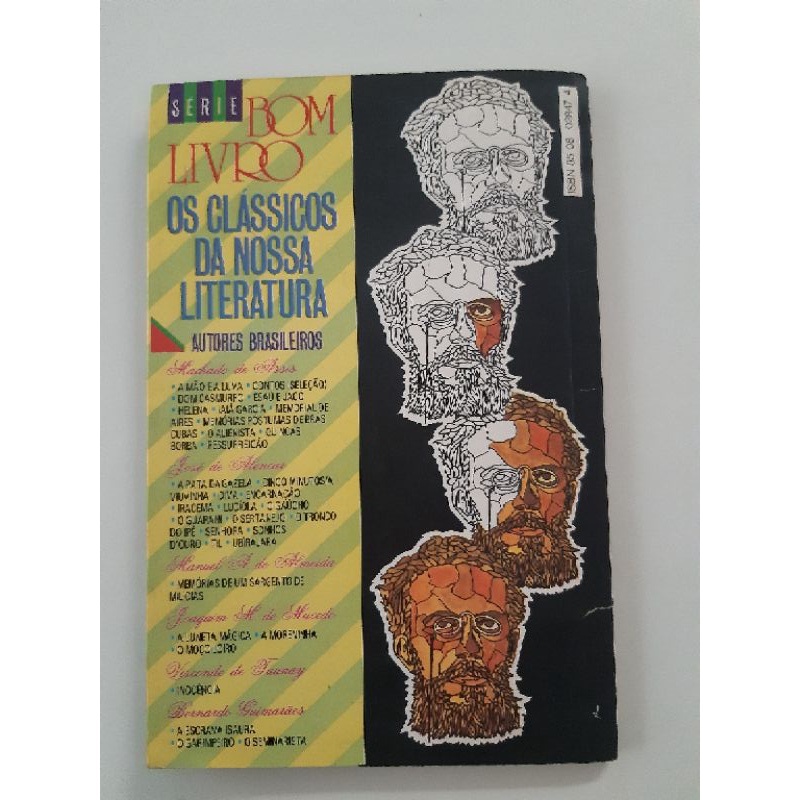 SÉRIE
BOM
LIVRO
OS CLÁSSICOS
DA NOSSA
LITERATURA
AUTORES BRASILEIROS
Machado de Assis
• A MÃO E A LUVA • CONTOS (SELEÇÃO)
• DOM CASMURRO • ESAÚ E JACÓ
• HELENA • IAIÁ GARCIA • MEMORIAL DE
AIRES • MEMÓRIAS PÓSTUMAS DE BRÁS
CUBAS • O ALIENISTA • QUINCAS
BORBA • RESSURREIÇÃO
José de Alencar
• A PATA DA GAZELA • CINCO MINUTOS/A
VIUVINHA • DIVA • ENCARNAÇÃO
• IRACEMA • LUCÍOLA • O GAÚCHO
• O GUARANI • O SERTANEJO • O TRONCO
DO IPÊ • SENHORA • SONHOS
D'OURO • TIL • UBIRAJARA
Manuel A. de Almeida
• MEMÓRIAS DE UM SARGENTO DE
MILÍCIAS
Joaquim M. de Macedo
• A LUNETA MÁGICA • A MORENINHA
• O MOÇO LOIRO
Visconde de Taunay
• INOCÊNCIA
Bernardo Guimarães
• A ESCRAVA ISAURA
• O GARIMPEIRO • O SEMINARISTA
ISBN 85 08